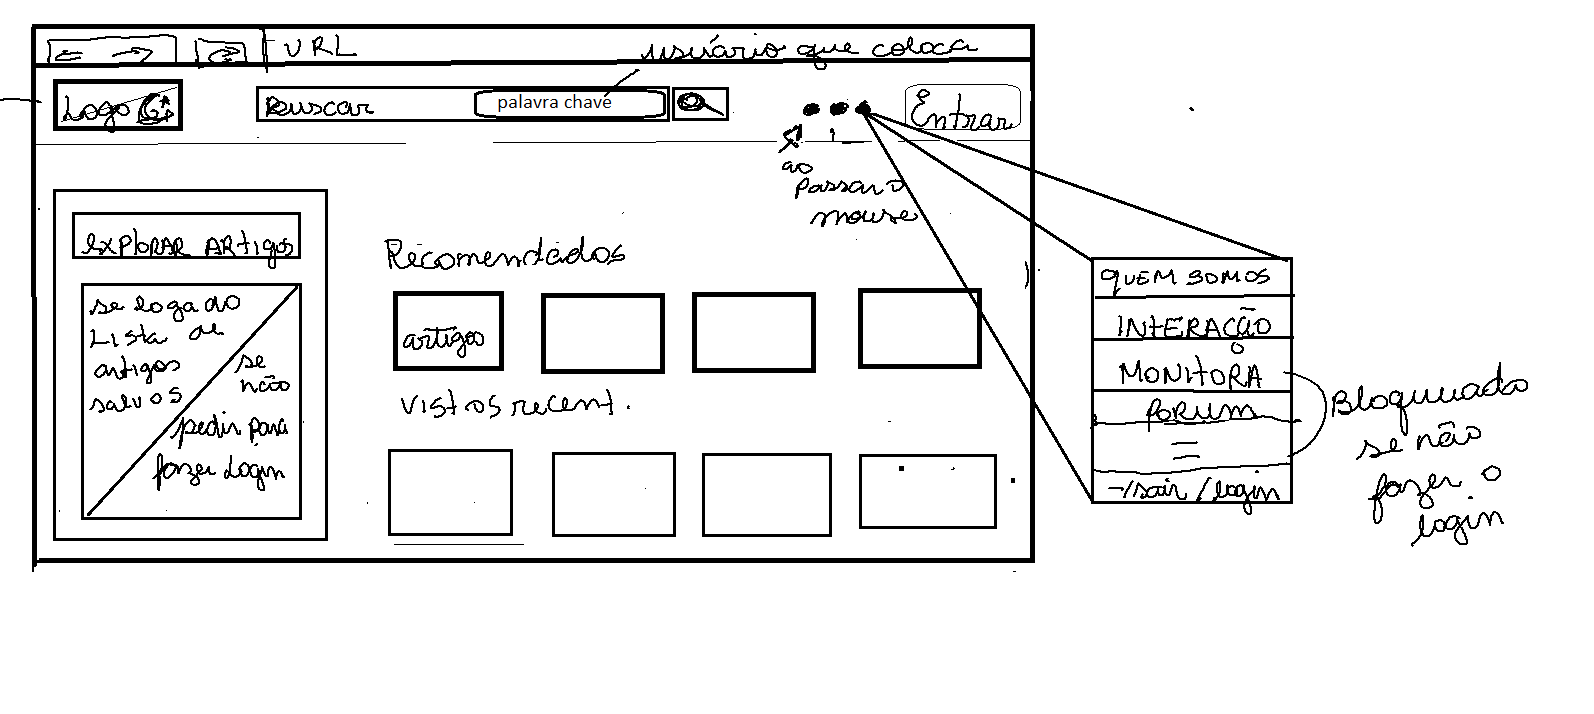 URL
usuário que coloca
Logo
Buscar
palavra chave
Entrar
ao
passar o
mouse
EXPLORAR ARtigos
se logado
Lista de
artigos
salvos
se
não
pedir para
fazer Login
Recomendados
artigos
vistos recent.
QUEM SOMOS
INTERAÇÃO
MONITORA
FORUM
sair / login
Bloqueado
se não
fazer o
login